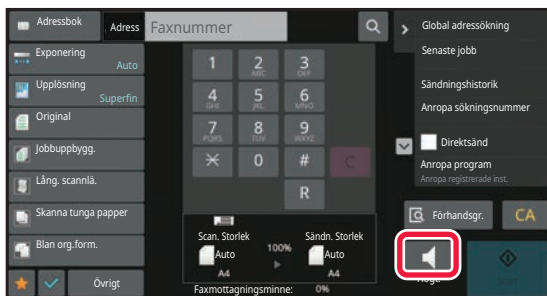 Adressbok
Adress
Faxnummer
Global adressökning
Senaste jobb
Sändningshistorik
Anropa sökningsnummer
Direktsänd
Anropa program
Anropa registrerade inst.
Förhandsgr.
CA
Exponering
Auto
Upplösning
Superfin
Original
Jobbuppbygg.
Lång. scannlä.
Skanna tunga papper
Blan org.form.
Övrigt
1
2
ABC
3
DEF
4
GHI
5
JKL
6
MNO
7
PQRS
8
TUV
9
WXYZ
0
#
C
R
Scan. Storlek
100%
Sändn. Storlek
Auto
A4
Auto
A4
Faxmottagningsminne: 0%